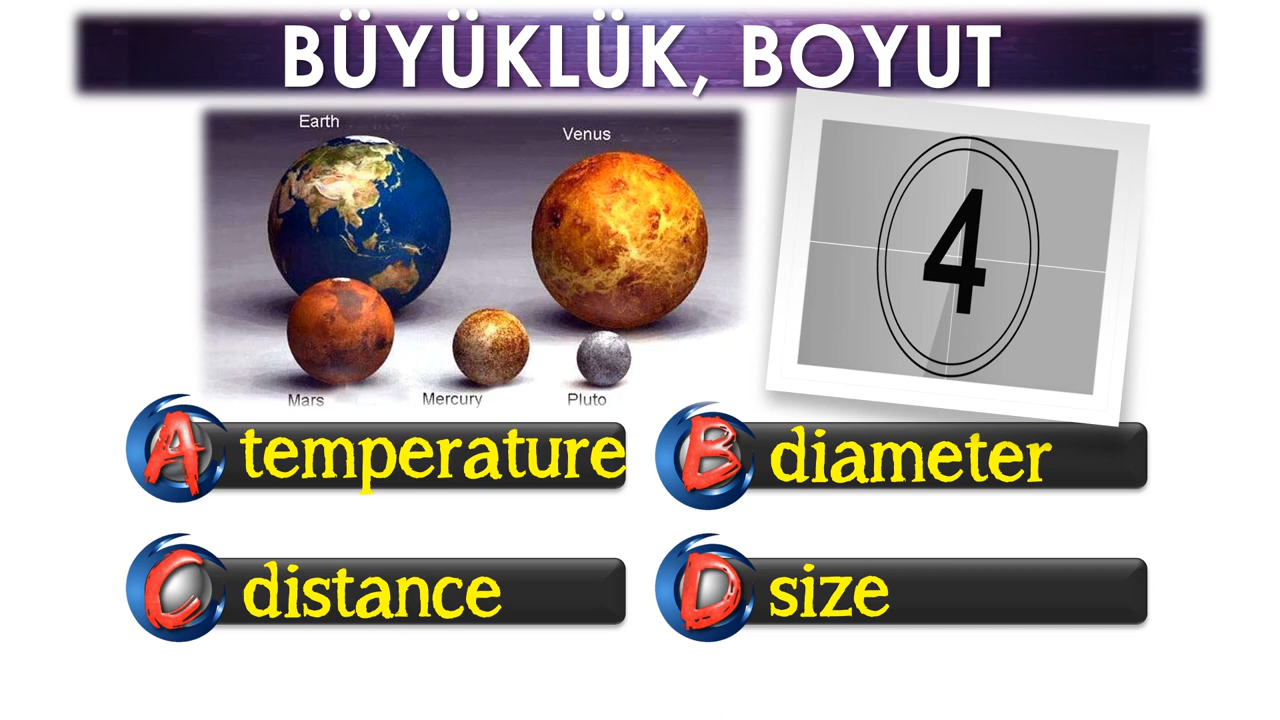 BÜYÜKLÜK, BOYUT
Earth
Venus
Mars
Mercury
Pluto
4
A temperature
B diameter
C distance
D size